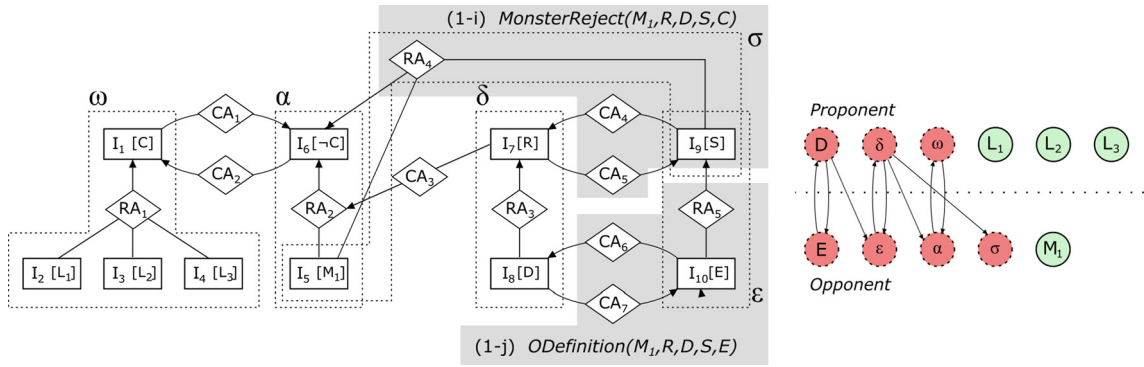 (1-i) MonsterReject(M₁,R,D,S,C)
σ
RA₄
ω
α
δ
CA₁
CA₄
I₁ [C]
I₆[¬C]
I₇[R]
I₉[S]
CA₂
CA₃
CA₅
RA₁
RA₂
RA₃
RA₅
CA₆
I₂ [L₁]
I₃ [L₂]
I₄ [L₃]
I₅ [M₁]
I₈[D]
I₁₀[E]
CA₇
ε
(1-j) ODefinition(M₁,R,D,S,E)
Proponent
D δ ω L₁ L₂ L₃
E ε α σ M₁
Opponent